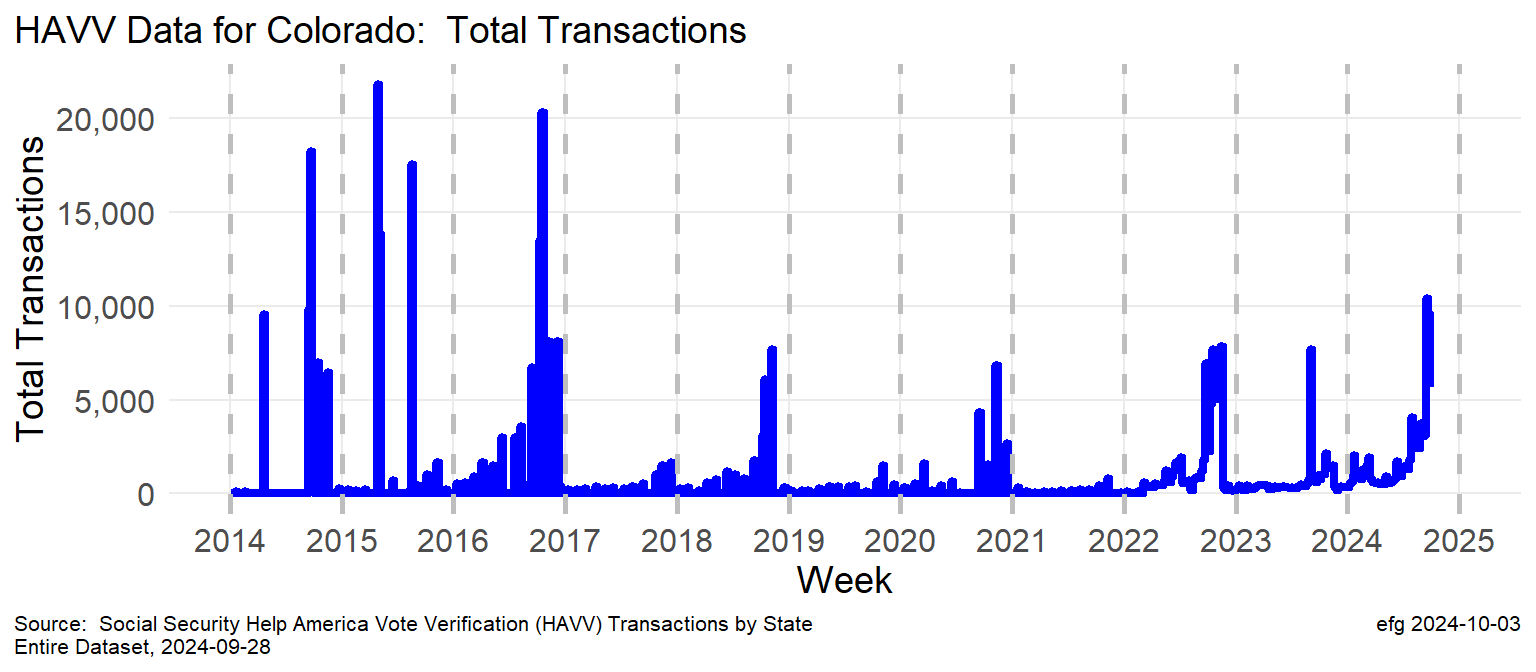 HAVV Data for Colorado:  Total Transactions
Total Transactions
20,000
15,000
10,000
5,000
0
2014 2015 2016 2017 2018 2019 2020 2021 2022 2023 2024 2025
Week
Source:  Social Security Help America Vote Verification (HAVV) Transactions by State
Entire Dataset, 2024-09-28
efg 2024-10-03